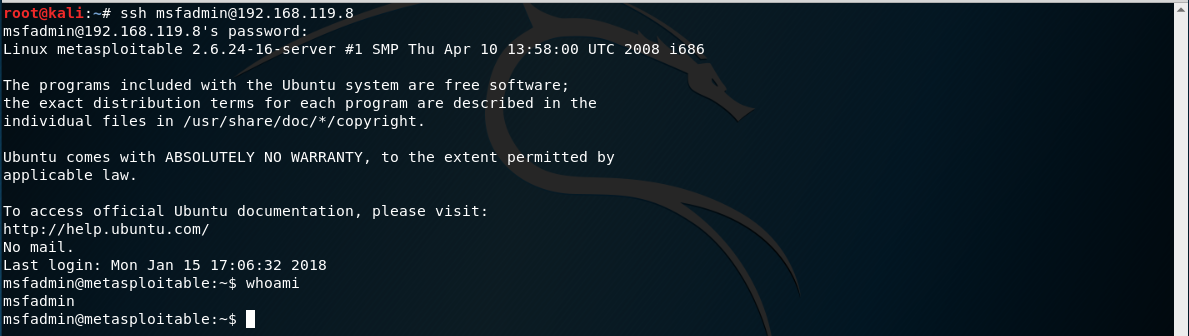 root@kali:~# ssh msfadmin@192.168.119.8
msfadmin@192.168.119.8's password:
Linux metasploitable 2.6.24-16-server #1 SMP Thu Apr 10 13:58:00 UTC 2008 i686
The programs included with the Ubuntu system are free software;
the exact distribution terms for each program are described in the
individual files in /usr/share/doc/*/copyright.
Ubuntu comes with ABSOLUTELY NO WARRANTY, to the extent permitted by
applicable law.
To access official Ubuntu documentation, please visit:
http://help.ubuntu.com/
No mail.
Last login: Mon Jan 15 17:06:32 2018
msfadmin@metasploitable:~$ whoami
msfadmin
msfadmin@metasploitable:~$